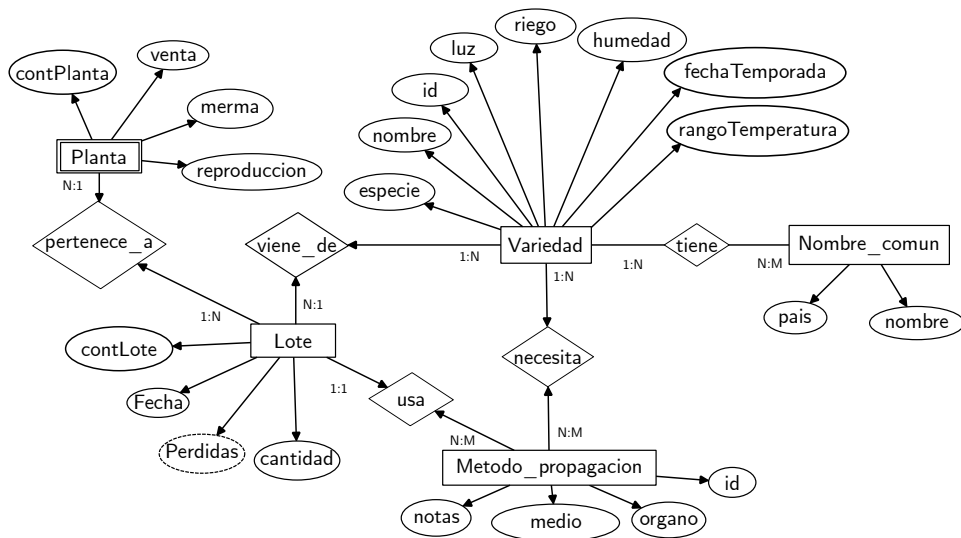 riego
humedad
luz
venta
contPlanta
fechaTemporada
id
merma
rangoTemperatura
nombre
Planta
reproduccion
N:1
especie
pertenece_a
viene_de
Variedad
tiene
Nombre_comun
1:N
1:N
1:N
N:M
N:1
1:N
pais
nombre
contLote
Lote
necesita
1:1
usa
Fecha
N:M
N:M
Perdidas
cantidad
Metodo_propagacion
id
notas
medio
organo